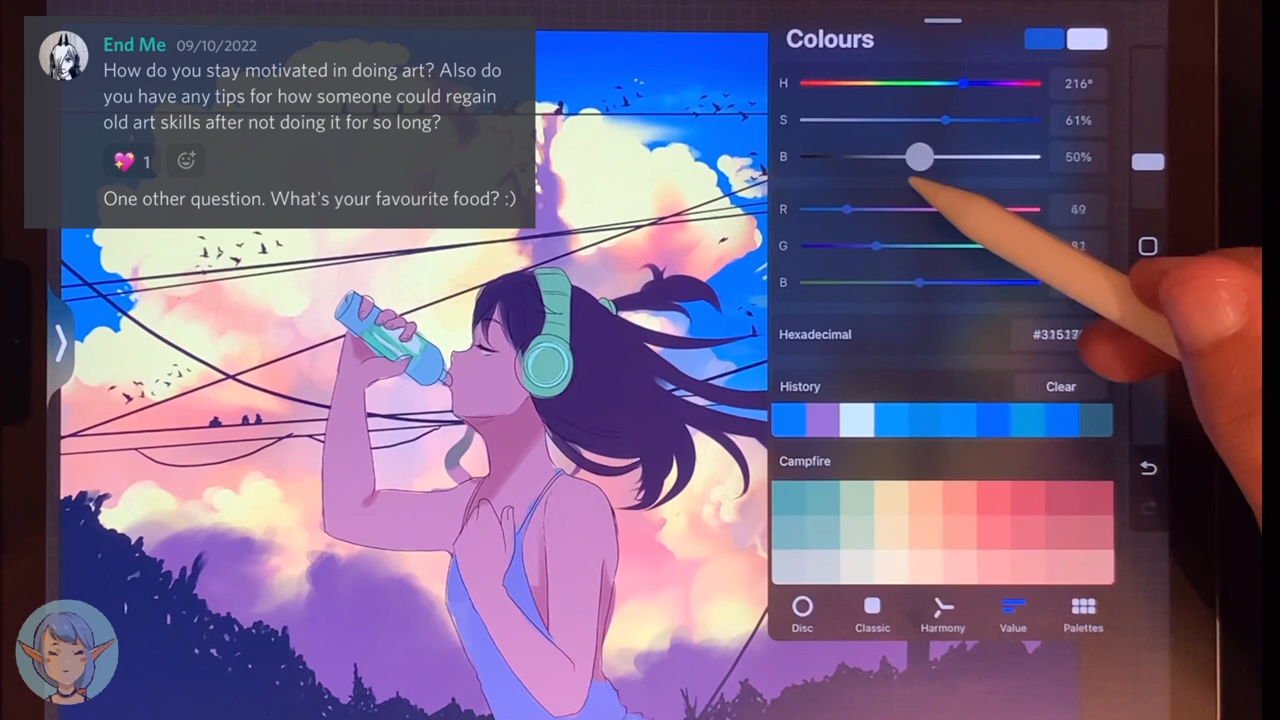 End Me 09/10/2022
How do you stay motivated in doing art? Also do
you have any tips for how someone could regain
old art skills after not doing it for so long?
1
One other question. What's your favourite food? :)
Colours
H 216°
S 61%
B 50%
R
G
B
Hexadecimal
History Clear
Campfire
Disc Classic Harmony Value Palettes